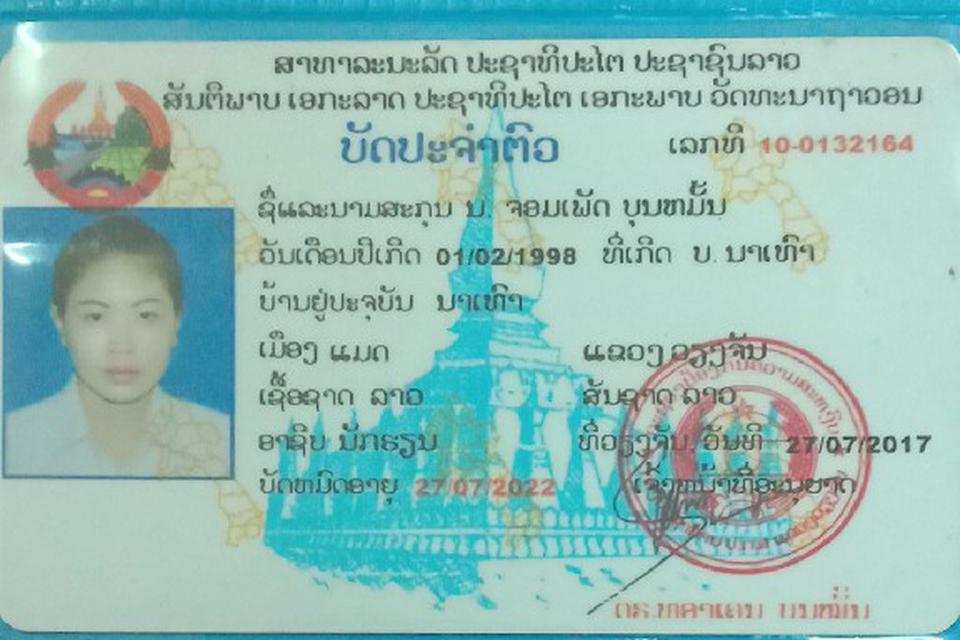 ສາທາລະນະລັດ ປະຊາທິປະໄຕ ປະຊາຊົນລາວ
ສັນຕິພາບ ເອກະລາດ ປະຊາທິປະໄຕ ເອກະພາບ ວັດທະນາຖາວອນ
ບັດປະຈຳຕົວ ເລກທີ 10-0132164
ຊື່ແລະນາມສະກຸນ ນ. ຈອມເພັດ ບຸນຫມັ້ນ
ວັນເດືອນປີເກີດ 01/02/1998 ທີ່ເກີດ ບ. ນາເທົາ
ບ້ານຢູ່ປະຈຸບັນ ນາເທົາ
ເມືອງ ແມດ ແຂວງ ວຽງຈັນ
ເຊື້ອຊາດ ລາວ ສັນຊາດ ລາວ
ອາຊີບ ນັກຮຽນ ທີ່ວຽງຈັນ, ວັນທີ 27/07/2017
ບັດຫມົດອາຍຸ 27/07/2022 ເຈົ້າຫນ້າທີ່ອະນຸຍາດ